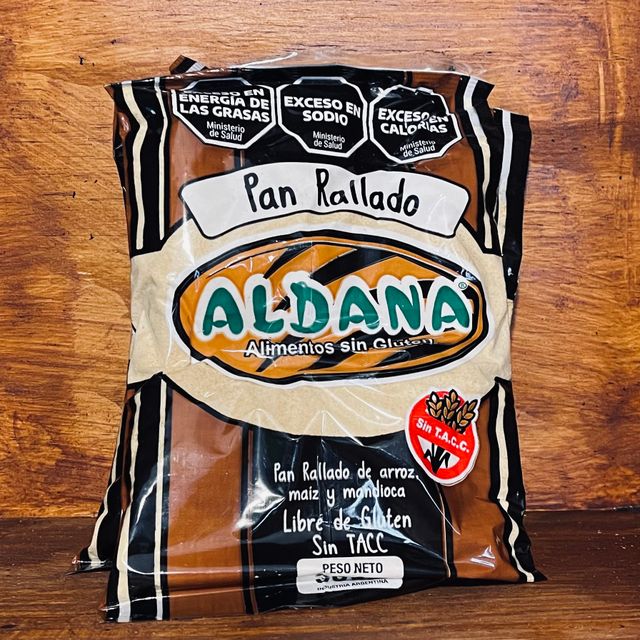 EXCESO EN
ENERGÍA DE
LAS GRASAS
Ministerio
de Salud
EXCESO EN
SODIO
Ministerio
de Salud
EXCESO EN
CALORÍAS
Ministerio
de Salud
Pan Rallado
ALDANA
®
Alimentos sin Gluten
Sin T.A.C.C.
Pan Rallado de arroz,
maíz y mandioca
Libre de Gluten
Sin TACC
PESO NETO
INDUSTRIA ARGENTINA